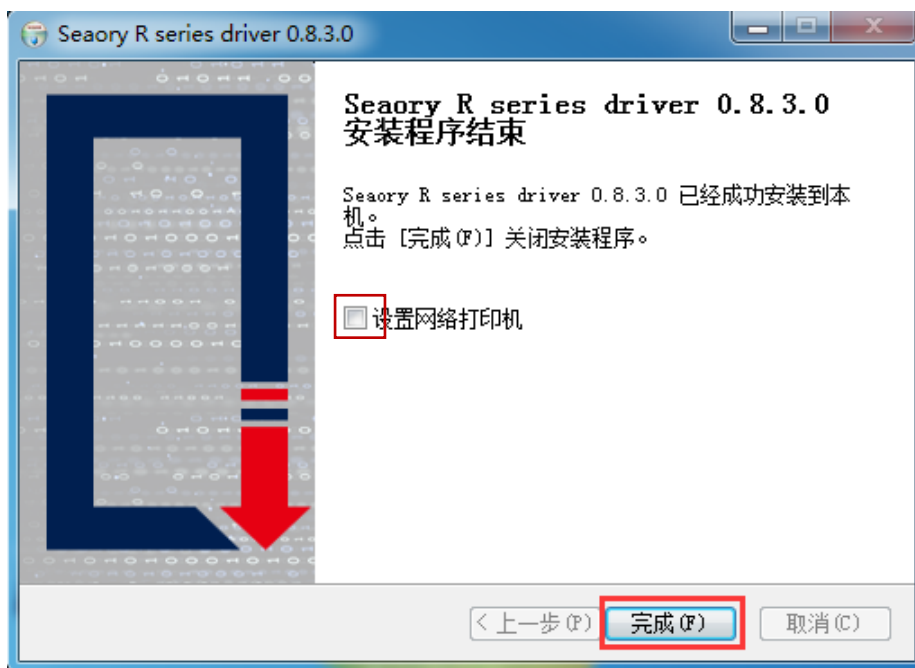 Seaory R series driver 0.8.3.0
Seaory R series driver 0.8.3.0
安装程序结束
Seaory R series driver 0.8.3.0 已经成功安装到本
机。
点击 [完成(F)] 关闭安装程序。
设置网络打印机
< 上一步(P) 完成(F) 取消(C)